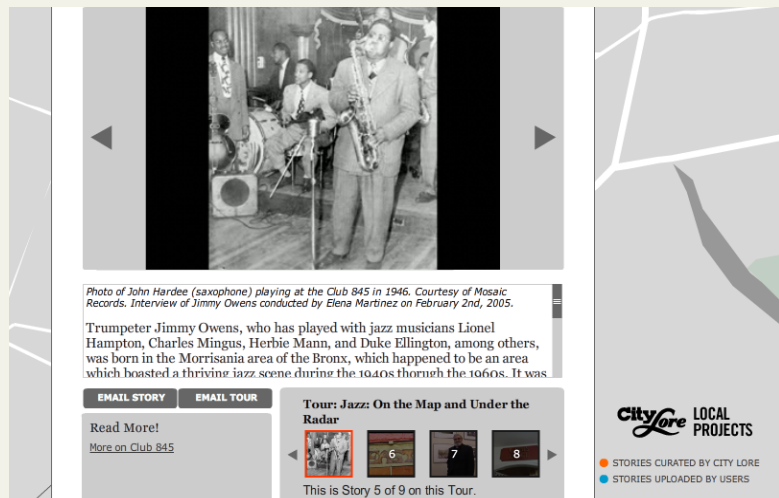 Photo of John Hardee (saxophone) playing at the Club 845 in 1946. Courtesy of Mosaic
Records. Interview of Jimmy Owens conducted by Elena Martinez on February 2nd, 2005.
Trumpeter Jimmy Owens, who has played with jazz musicians Lionel
Hampton, Charles Mingus, Herbie Mann, and Duke Ellington, among others,
was born in the Morrisania area of the Bronx, which happened to be an area
which boasted a thriving jazz scene during the 1940s thorugh the 1960s. It was
EMAIL STORY
EMAIL TOUR
Read More!
More on Club 845
Tour: Jazz: On the Map and Under the
Radar
6
7
8
This is Story 5 of 9 on this Tour.
City Lore
LOCAL
PROJECTS
STORIES CURATED BY CITY LORE
STORIES UPLOADED BY USERS